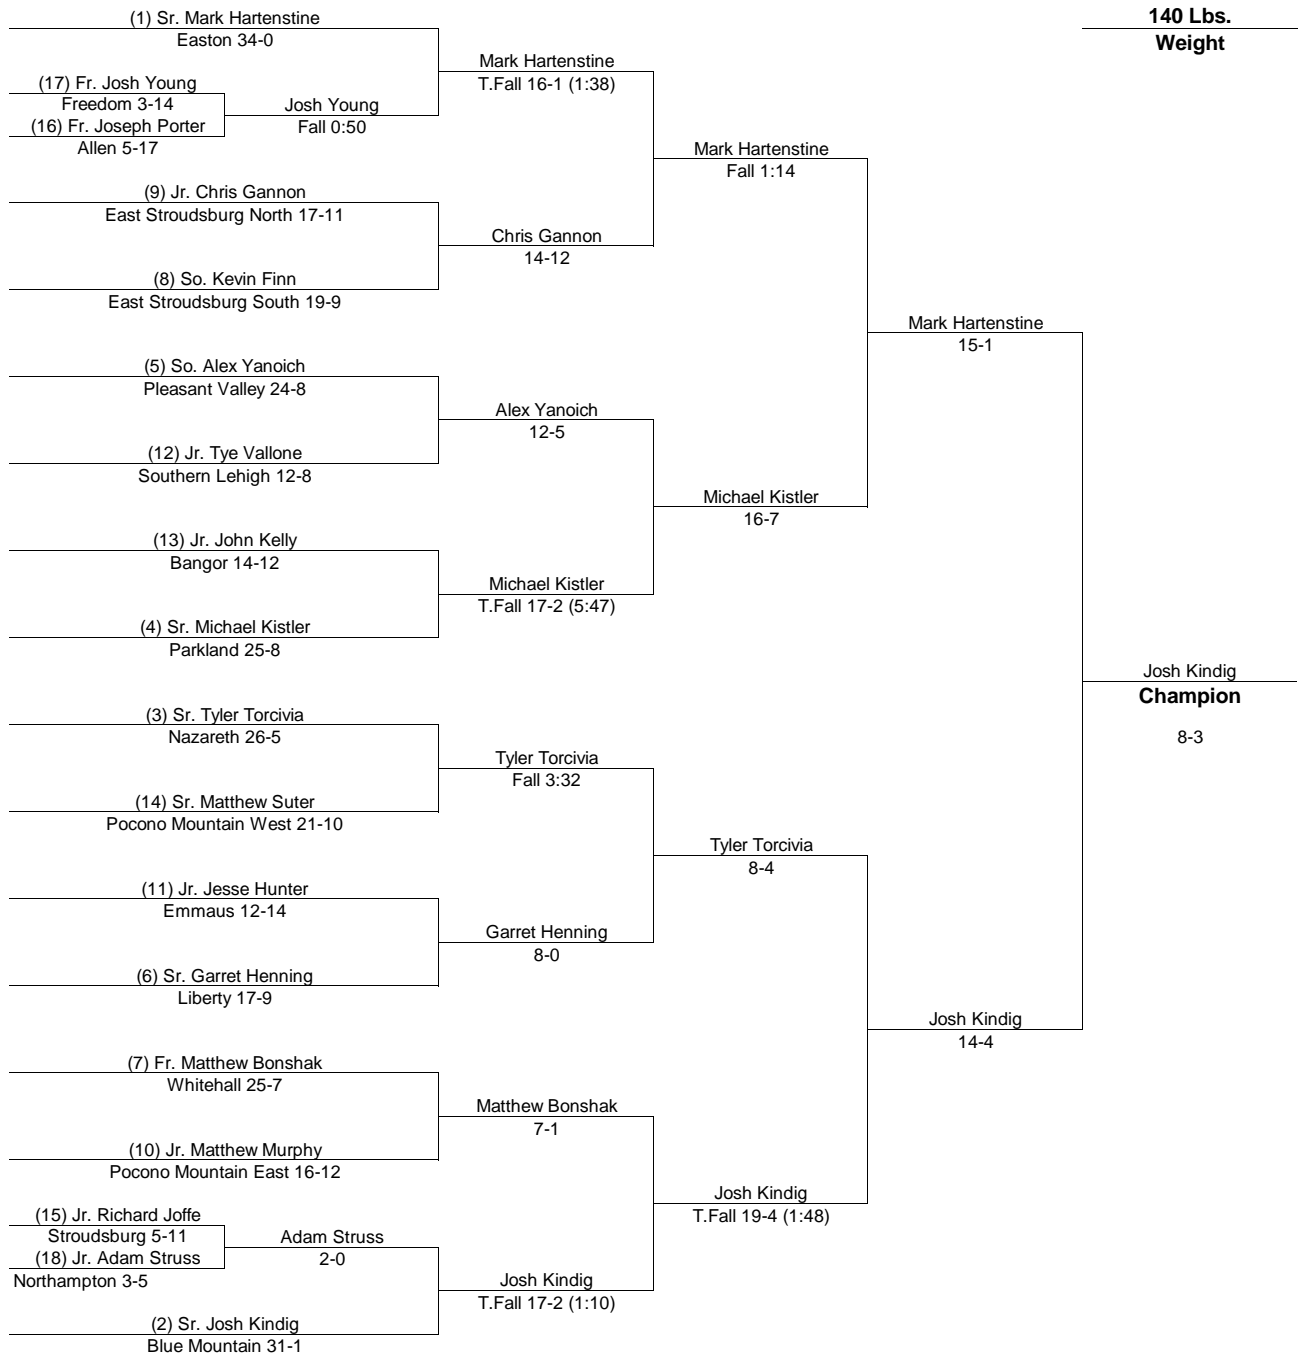 (1) Sr. Mark Hartenstine
Easton 34-0
(17) Fr. Josh Young
Freedom 3-14
(16) Fr. Joseph Porter
Allen 5-17
(9) Jr. Chris Gannon
East Stroudsburg North 17-11
(8) So. Kevin Finn
East Stroudsburg South 19-9
(5) So. Alex Yanoich
Pleasant Valley 24-8
(12) Jr. Tye Vallone
Southern Lehigh 12-8
(13) Jr. John Kelly
Bangor 14-12
(4) Sr. Michael Kistler
Parkland 25-8
(3) Sr. Tyler Torcivia
Nazareth 26-5
(14) Sr. Matthew Suter
Pocono Mountain West 21-10
(11) Jr. Jesse Hunter
Emmaus 12-14
(6) Sr. Garret Henning
Liberty 17-9
(7) Fr. Matthew Bonshak
Whitehall 25-7
(10) Jr. Matthew Murphy
Pocono Mountain East 16-12
(15) Jr. Richard Joffe
Stroudsburg 5-11
(18) Jr. Adam Struss
Northampton 3-5
(2) Sr. Josh Kindig
Blue Mountain 31-1
Josh Young
Fall 0:50
Adam Struss
2-0
Mark Hartenstine
T.Fall 16-1 (1:38)
Chris Gannon
14-12
Alex Yanoich
12-5
Michael Kistler
T.Fall 17-2 (5:47)
Tyler Torcivia
Fall 3:32
Garret Henning
8-0
Matthew Bonshak
7-1
Josh Kindig
T.Fall 17-2 (1:10)
Mark Hartenstine
Fall 1:14
Michael Kistler
16-7
Tyler Torcivia
8-4
Josh Kindig
T.Fall 19-4 (1:48)
Mark Hartenstine
15-1
Josh Kindig
14-4
140 Lbs.
Weight
Josh Kindig
Champion
8-3